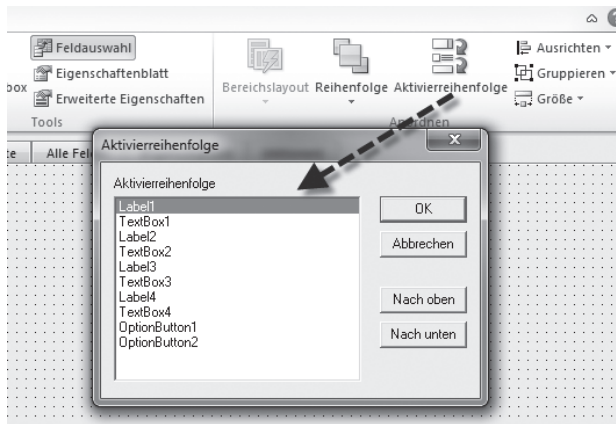 Feldauswahl
Eigenschaftenblatt
box
Erweiterte Eigenschaften
Tools
Bereichslayout
Reihenfolge
Aktivierreihenfolge
Ausrichten
Gruppieren
Größe
Anordnen
te
Alle Fel
Aktivierreihenfolge
X
Aktivierreihenfolge
Label1
TextBox1
Label2
TextBox2
Label3
TextBox3
Label4
TextBox4
OptionButton1
OptionButton2
OK
Abbrechen
Nach oben
Nach unten